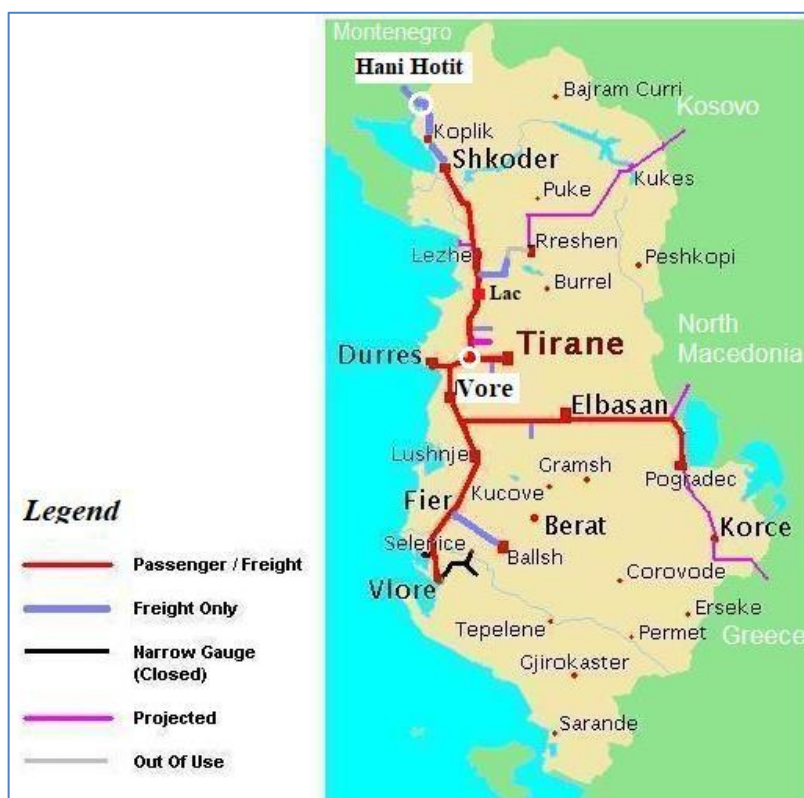 Montenegro
Hani Hotit
Bajram Curri
Kosovo
Koplik
Shkoder
Kukes
Puke
Lezhe
Rreshen
Peshkopi
Burrel
Lac
Tirane
North
Macedonia
Durres
Vore
Elbasan
Lushnje
Gramsh
Pogradec
Kucove
Fier
Berat
Korce
Selenice
Ballsh
Vlore
Corovode
Erseke
Tepelene
Permet
Greece
Gjirokaster
Sarande
Legend
Passenger / Freight
Freight Only
Narrow Gauge
(Closed)
Projected
Out Of Use